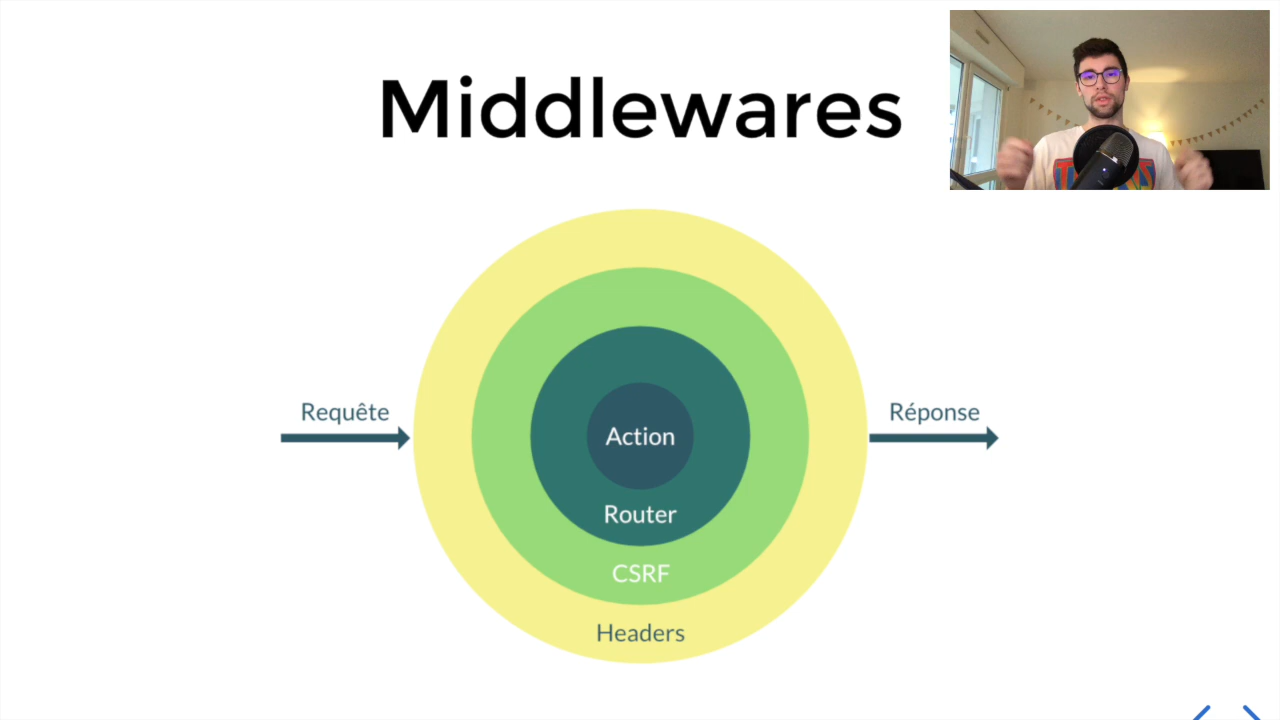 Middlewares
Requête
Réponse
Action
Router
CSRF
Headers